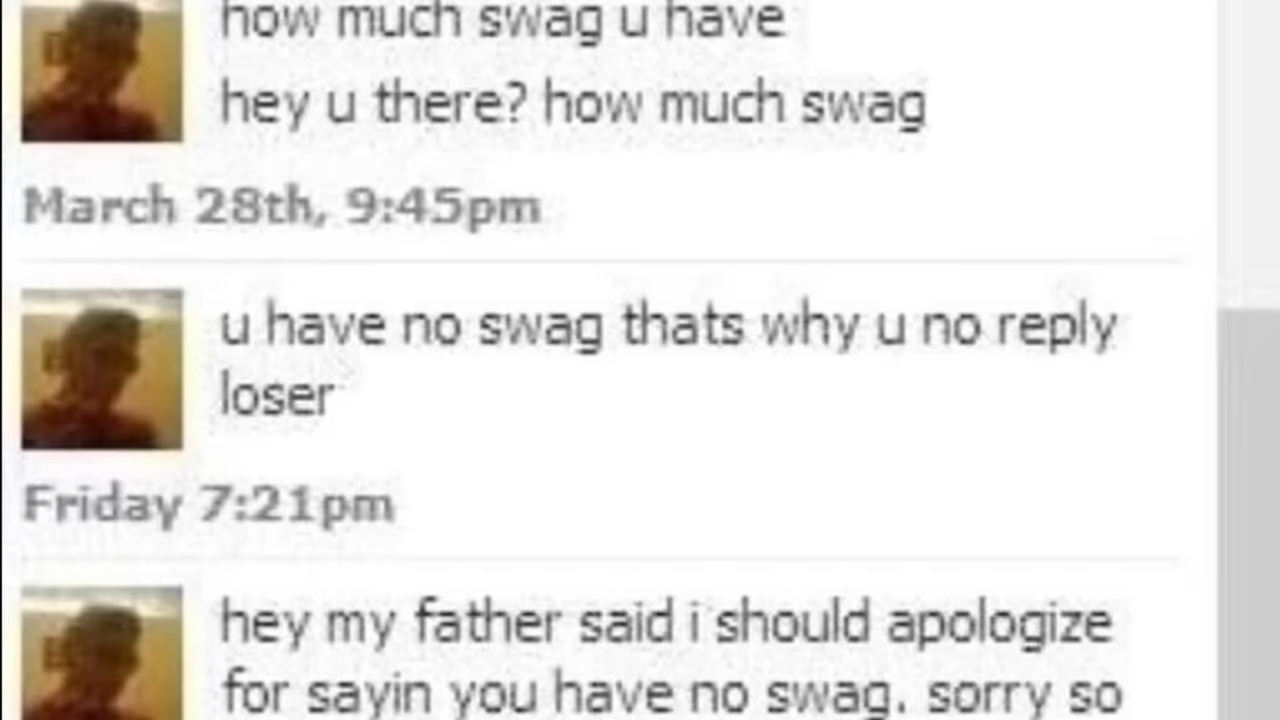 how much swag u have
hey u there? how much swag
March 28th, 9:45pm
u have no swag thats why u no reply
loser
Friday 7:21pm
hey my father said i should apologize
for sayin you have no swag. sorry so